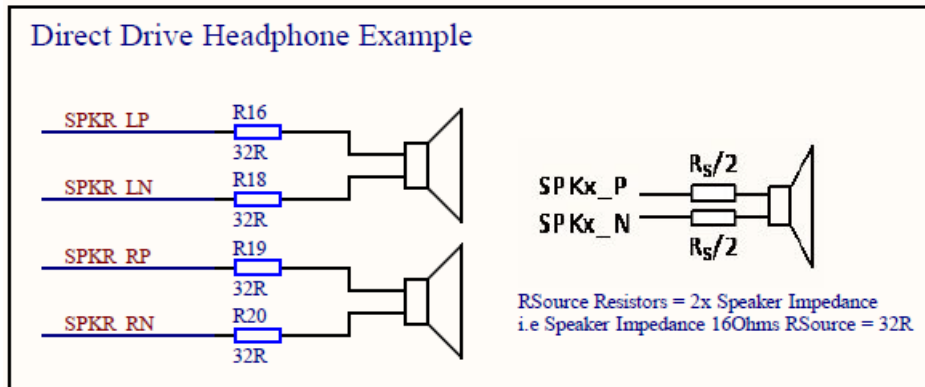 Direct Drive Headphone Example
SPKR_LP
R16
32R
SPKR_LN
R18
32R
SPKR_RP
R19
32R
SPKR_RN
R20
32R
SPKx_P
RS/2
SPKx_N
RS/2
RSource Resistors = 2x Speaker Impedance
i.e Speaker Impedance 16Ohms RSource = 32R